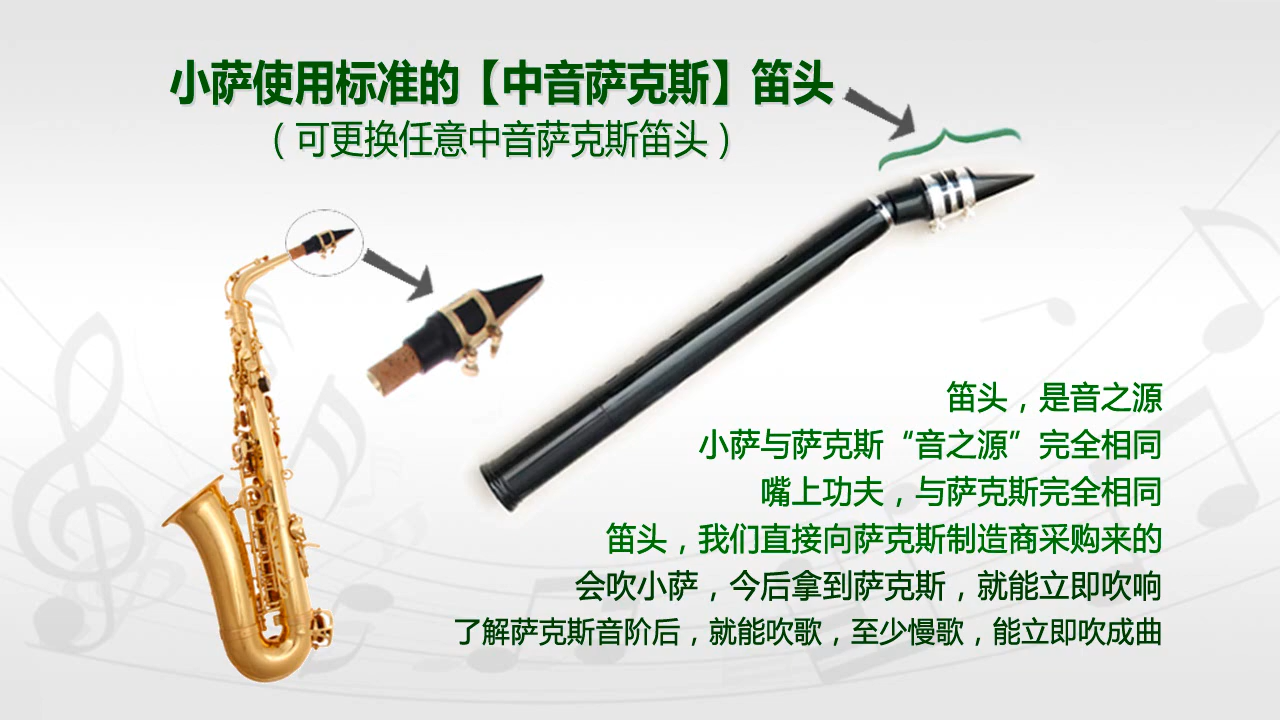 小萨使用标准的【中音萨克斯】笛头
（可更换任意中音萨克斯笛头）
笛头，是音之源
小萨与萨克斯“音之源”完全相同
嘴上功夫，与萨克斯完全相同
笛头，我们直接向萨克斯制造商采购来的
会吹小萨，今后拿到萨克斯，就能立即吹响
了解萨克斯音阶后，就能吹歌，至少慢歌，能立即吹成曲